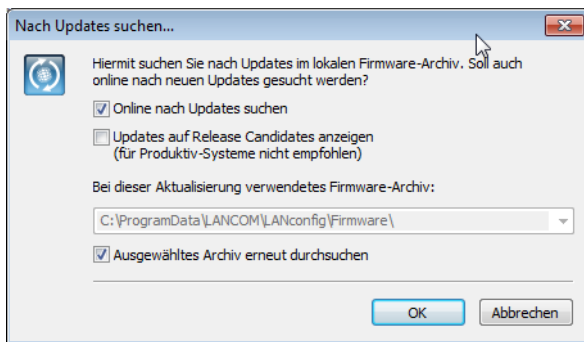 Nach Updates suchen...
Hiermit suchen Sie nach Updates im lokalen Firmware-Archiv. Soll auch
online nach neuen Updates gesucht werden?
Online nach Updates suchen
Updates auf Release Candidates anzeigen
(für Produktiv-Systeme nicht empfohlen)
Bei dieser Aktualisierung verwendetes Firmware-Archiv:
C:\ProgramData\LANCOM\LANconfig\Firmware\
Ausgewähltes Archiv erneut durchsuchen
OK Abbrechen